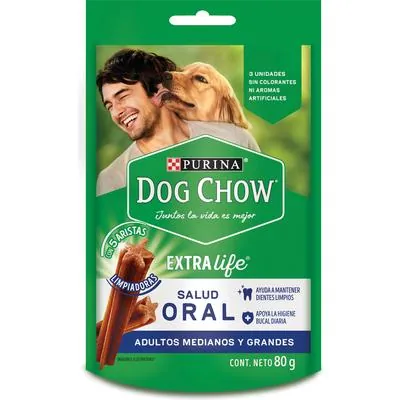 3 UNIDADES
SIN COLORANTES
NI AROMAS
ARTIFICIALES
PURINA
DOG CHOW®
Juntos la vida es mejor
CON 5 ARISTAS
LIMPIADORAS
EXTRA life®
SALUD
ORAL
AYUDA A MANTENER
DIENTES LIMPIOS
APOYA LA HIGIENE
BUCAL DIARIA
ADULTOS MEDIANOS Y GRANDES
CONT. NETO 80 g